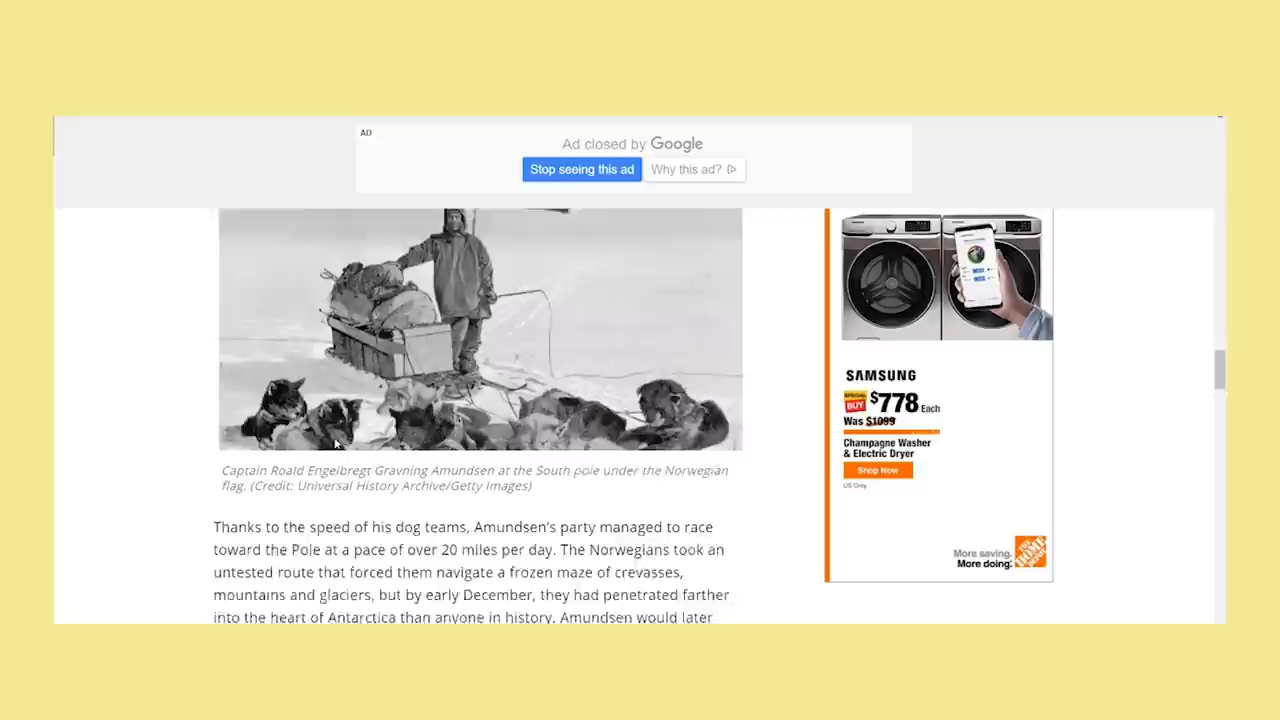 AD
Ad closed by Google
Stop seeing this ad
Why this ad?
SAMSUNG
SPECIAL BUY $778 Each
Was $1099
Champagne Washer
& Electric Dryer
Shop Now
US Only
More saving.
More doing.
THE HOME DEPOT
Captain Roald Engelbregt Gravning Amundsen at the South pole under the Norwegian
flag. (Credit: Universal History Archive/Getty Images)
Thanks to the speed of his dog teams, Amundsen's party managed to race
toward the Pole at a pace of over 20 miles per day. The Norwegians took an
untested route that forced them navigate a frozen maze of crevasses,
mountains and glaciers, but by early December, they had penetrated farther
into the heart of Antarctica than anyone in history. Amundsen would later